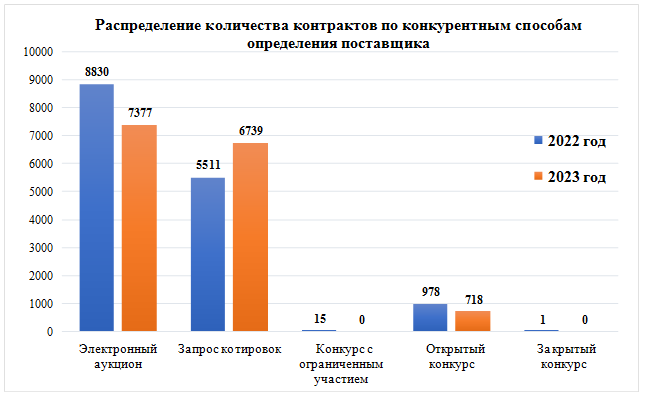 Распределение количества контрактов по конкурентным способам
определения поставщика
10000
9000
8000
7000
6000
5000
4000
3000
2000
1000
0
8830
7377
5511
6739
15
0
978
718
1
0
2022 год
2023 год
Электронный
аукцион
Запрос котировок
Конкурс с
ограниченным
участием
Открытый
конкурс
Закрытый
конкурс